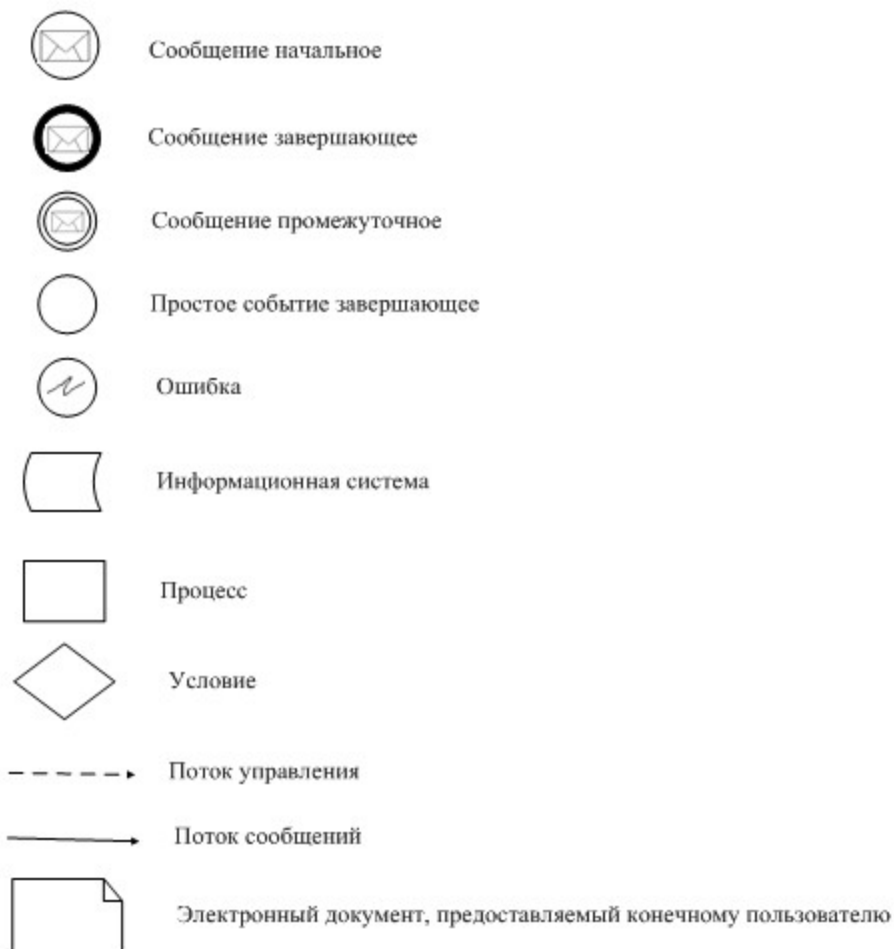 Сообщение начальное
Сообщение завершающее
Сообщение промежуточное
Простое событие завершающее
Ошибка
Информационная система
Процесс
Условие
Поток управления
Поток сообщений
Электронный документ, предоставляемый конечному пользователю